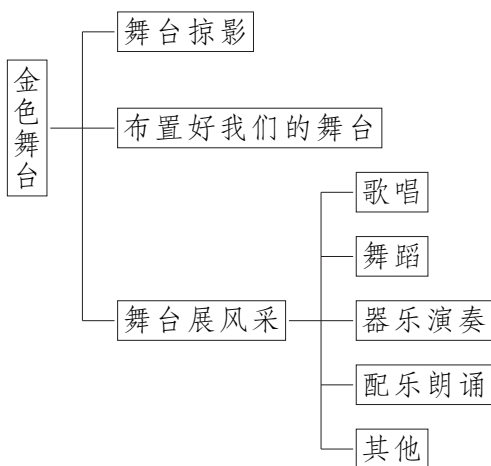 金色舞台
舞台掠影
布置好我们的舞台
舞台展风采
歌唱
舞蹈
器乐演奏
配乐朗诵
其他